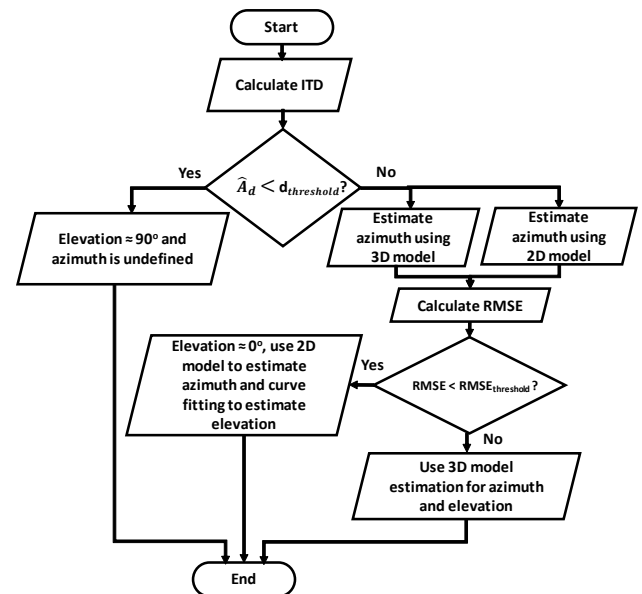 Start
Calculate ITD
Yes
Â_d < d_threshold?
No
Elevation ≈ 90° and
azimuth is undefined
Estimate
azimuth using
3D model
Estimate
azimuth using
2D model
Calculate RMSE
Elevation ≈ 0°, use 2D
model to estimate
azimuth and curve
fitting to estimate
elevation
Yes
RMSE < RMSE_threshold ?
No
Use 3D model
estimation for azimuth
and elevation
End